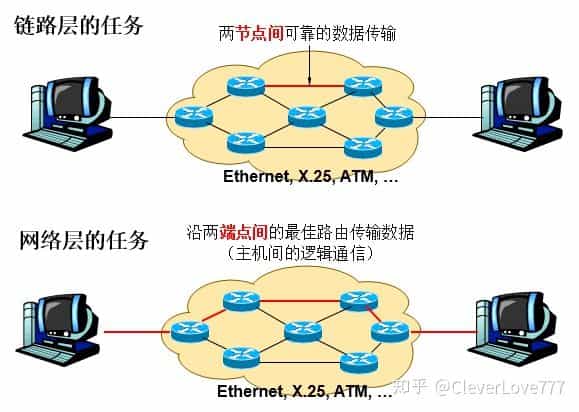 链路层的任务
两节点间可靠的数据传输
Ethernet, X.25, ATM, ...
网络层的任务
沿两端点间的最佳路由传输数据
(主机间的逻辑通信)
Ethernet, X.25, ATM, ...
知乎 @CleverLove777